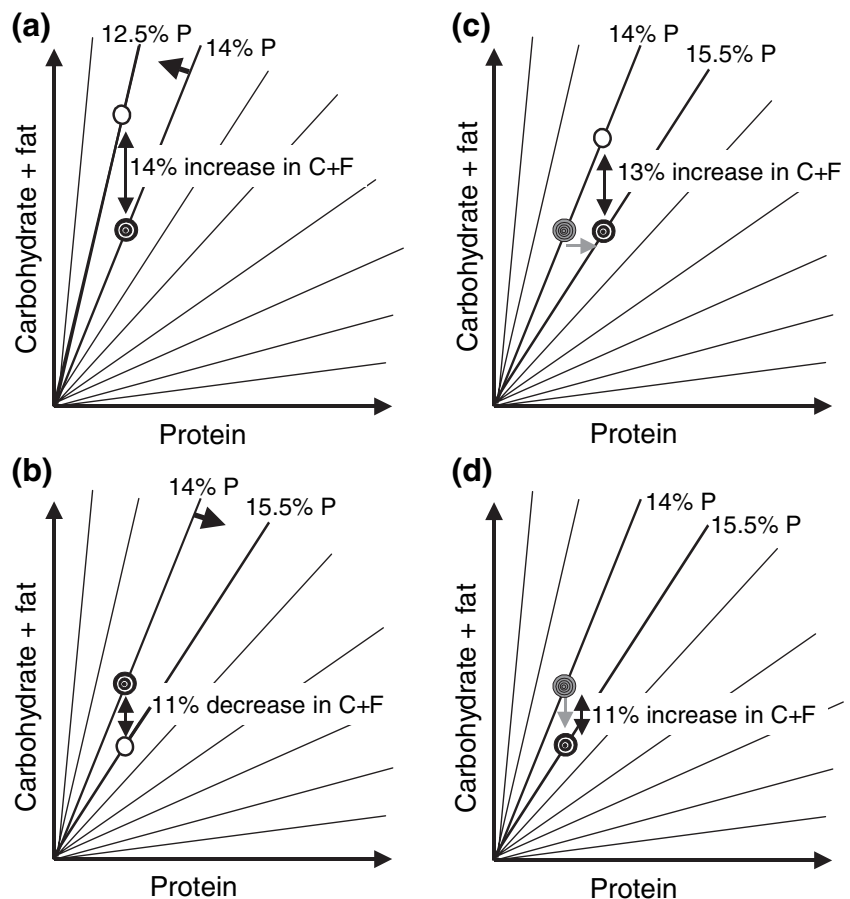 (a)
12.5% P
14% P
14% increase in C+F
Carbohydrate + fat
Protein
(c)
14% P
15.5% P
13% increase in C+F
Carbohydrate + fat
Protein
(b)
14% P
15.5% P
11% decrease in C+F
Carbohydrate + fat
Protein
(d)
14% P
15.5% P
11% increase in C+F
Carbohydrate + fat
Protein